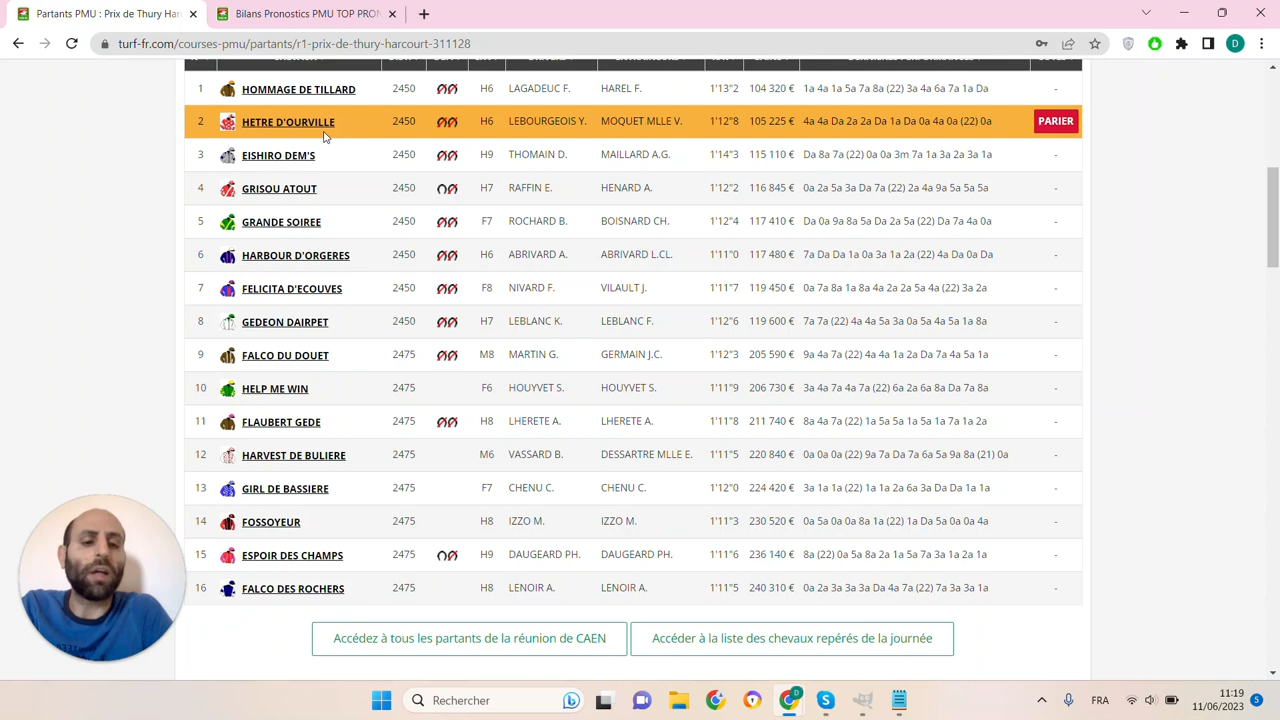 Partants PMU : Prix de Thury Har
Bilans Pronostics PMU TOP PRON
turf-fr.com/courses-pmu/partants/r1-prix-de-thury-harcourt-311128
D
1 HOMMAGE DE TILLARD 2450 H6 LAGADEUC F. HAREL F. 1'13"2 104 320 € 1a 4a 1a 5a 7a 8a (22) 3a 4a 6a 7a 1a Da -
2 HETRE D'OURVILLE 2450 H6 LEBOURGEOIS Y. MOQUET MLLE V. 1'12"8 105 225 € 4a 4a Da 2a 2a Da 1a Da 0a 4a 0a (22) 0a PARIER
3 EISHIRO DEM'S 2450 H9 THOMAIN D. MAILLARD A.G. 1'14"3 115 110 € Da 8a 7a (22) 0a 0a 3m 7a 1a 3a 2a 3a 1a -
4 GRISOU ATOUT 2450 H7 RAFFIN E. HENARD A. 1'12"2 116 845 € 0a 2a 5a 3a Da 7a (22) 2a 4a 9a 5a 5a 5a -
5 GRANDE SOIREE 2450 F7 ROCHARD B. BOISNARD CH. 1'12"4 117 410 € Da 0a 9a 8a 5a Da 2a 5a (22) Da 7a 4a 0a -
6 HARBOUR D'ORGERES 2450 H6 ABRIVARD A. ABRIVARD L.CL. 1'11"0 117 480 € 7a Da Da 1a 0a 3a 1a 2a (22) 4a Da 0a Da -
7 FELICITA D'ECOUVES 2450 F8 NIVARD F. VILAULT J. 1'11"7 119 450 € 0a 7a 8a 1a 8a 4a 2a 2a 5a 4a (22) 3a 2a -
8 GEDEON DAIRPET 2450 H7 LEBLANC K. LEBLANC F. 1'12"6 119 600 € 7a 7a (22) 4a 4a 5a 3a 0a 5a 4a 5a 1a 8a -
9 FALCO DU DOUET 2475 M8 MARTIN G. GERMAIN J.C. 1'12"3 205 590 € 9a 4a 7a (22) 4a 4a 1a 2a Da 7a 4a 5a 1a -
10 HELP ME WIN 2475 F6 HOUYVET S. HOUYVET S. 1'11"9 206 730 € 3a 4a 7a 4a 7a (22) 6a 2a 6a 8a Da 7a 8a -
11 FLAUBERT GEDE 2475 H8 LHERETE A. LHERETE A. 1'11"8 211 740 € 8a 4a 7a (22) 1a 5a 5a 1a 5a 1a 7a 1a 2a -
12 HARVEST DE BULIERE 2475 M6 VASSARD B. DESSARTRE MLLE E. 1'11"5 220 840 € 0a 0a 0a (22) 9a 7a Da 7a 6a 5a 9a 8a (21) 0a -
13 GIRL DE BASSIERE 2475 F7 CHENU C. CHENU C. 1'12"0 224 420 € 3a 1a 1a (22) 1a 1a 2a 6a 3a Da Da 1a 1a -
14 FOSSOYEUR 2475 H8 IZZO M. IZZO M. 1'11"3 230 520 € 0a 5a 0a 0a 8a 1a (22) 1a Da 5a 0a 0a 4a -
15 ESPOIR DES CHAMPS 2475 H9 DAUGEARD PH. DAUGEARD PH. 1'11"6 236 140 € 8a (22) 0a 5a 8a 2a 1a 5a 7a 3a 1a 2a 1a -
16 FALCO DES ROCHERS 2475 H8 LENOIR A. LENOIR A. 1'11"5 240 310 € 0a 2a 3a 3a 3a Da 4a 7a (22) 7a 3a 3a 1a -
Accédez à tous les partants de la réunion de CAEN
Accéder à la liste des chevaux repérés de la journée
Rechercher
FRA
11:19
11/06/2023
5